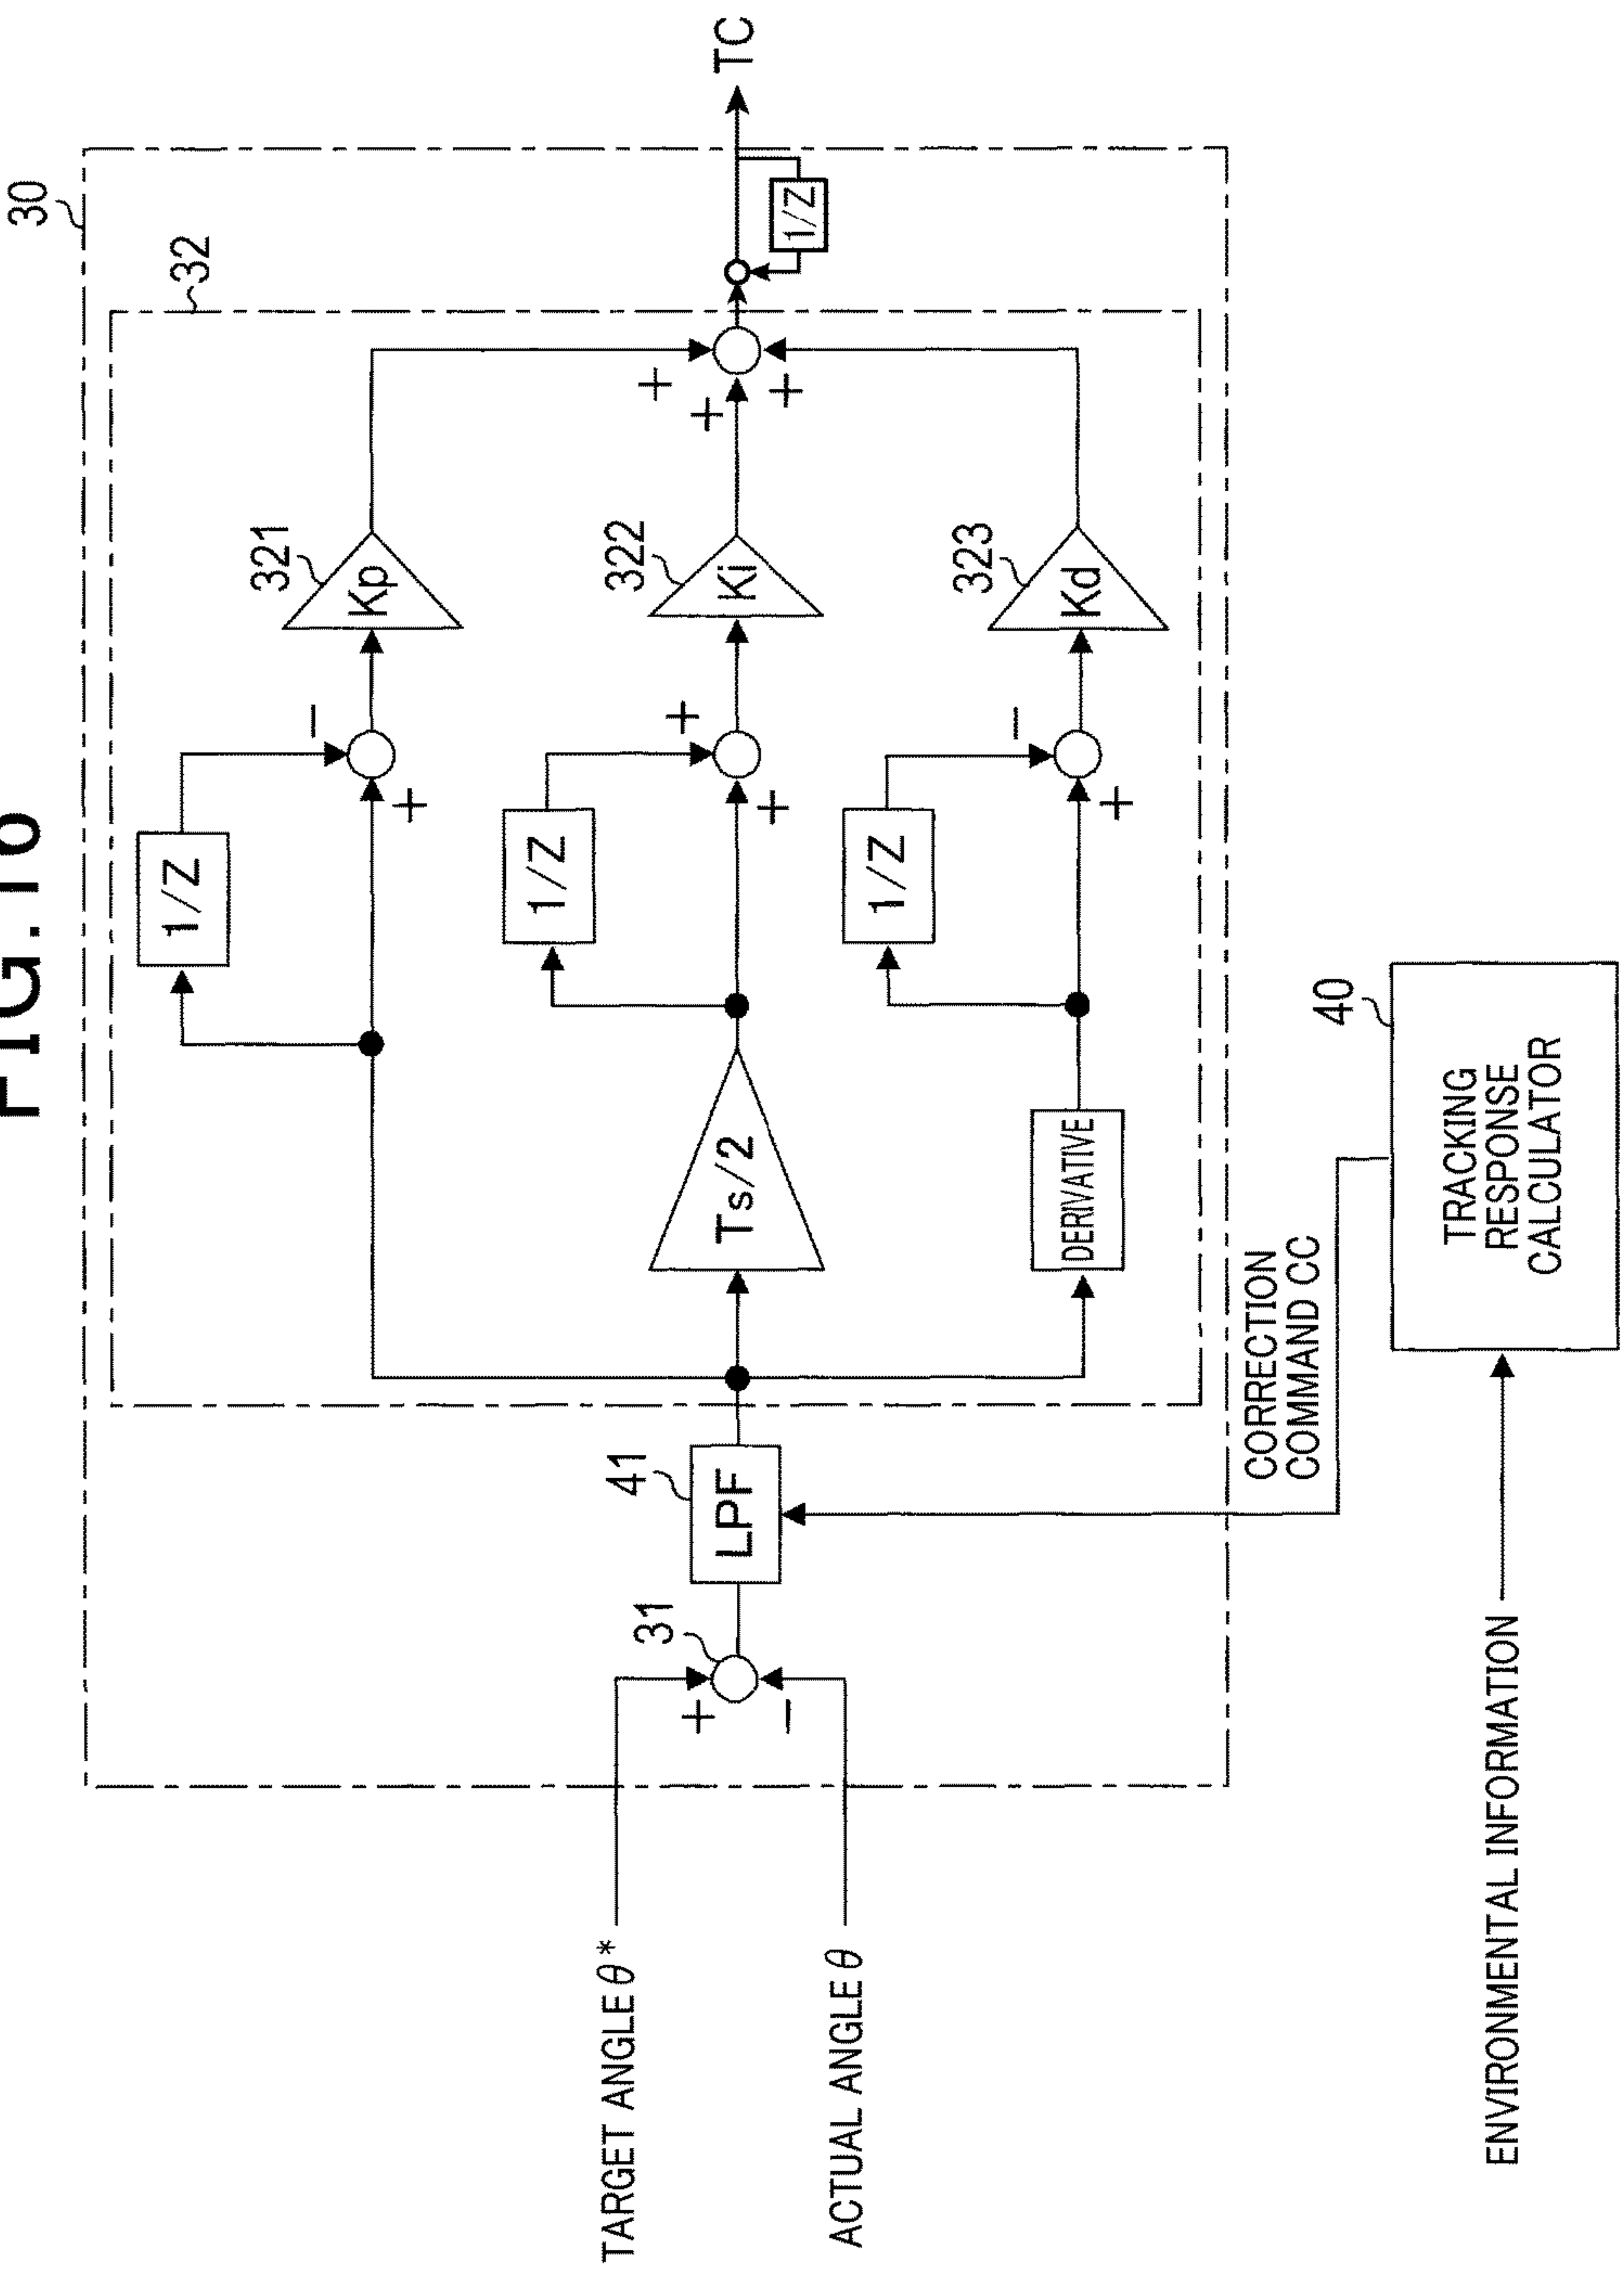 FIG.16
30
32
321
Kp
1/Z
-
+
+
322
Ki
1/Z
+
+
+
Ts/2
323
Kd
1/Z
-
+
+
DERIVATIVE
1/Z
TC
41
LPF
31
+
-
TARGET ANGLE θ*
ACTUAL ANGLE θ
CORRECTION
COMMAND CC
40
TRACKING
RESPONSE
CALCULATOR
ENVIRONMENTAL INFORMATION